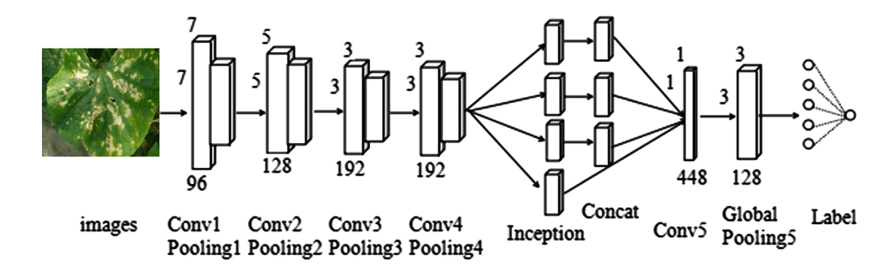 7
7
96
5
5
128
3
3
192
3
3
192
1
1
448
3
3
128
images
Conv1
Pooling1
Conv2
Pooling2
Conv3
Pooling3
Conv4
Pooling4
Inception
Concat
Conv5
Global
Pooling5
Label